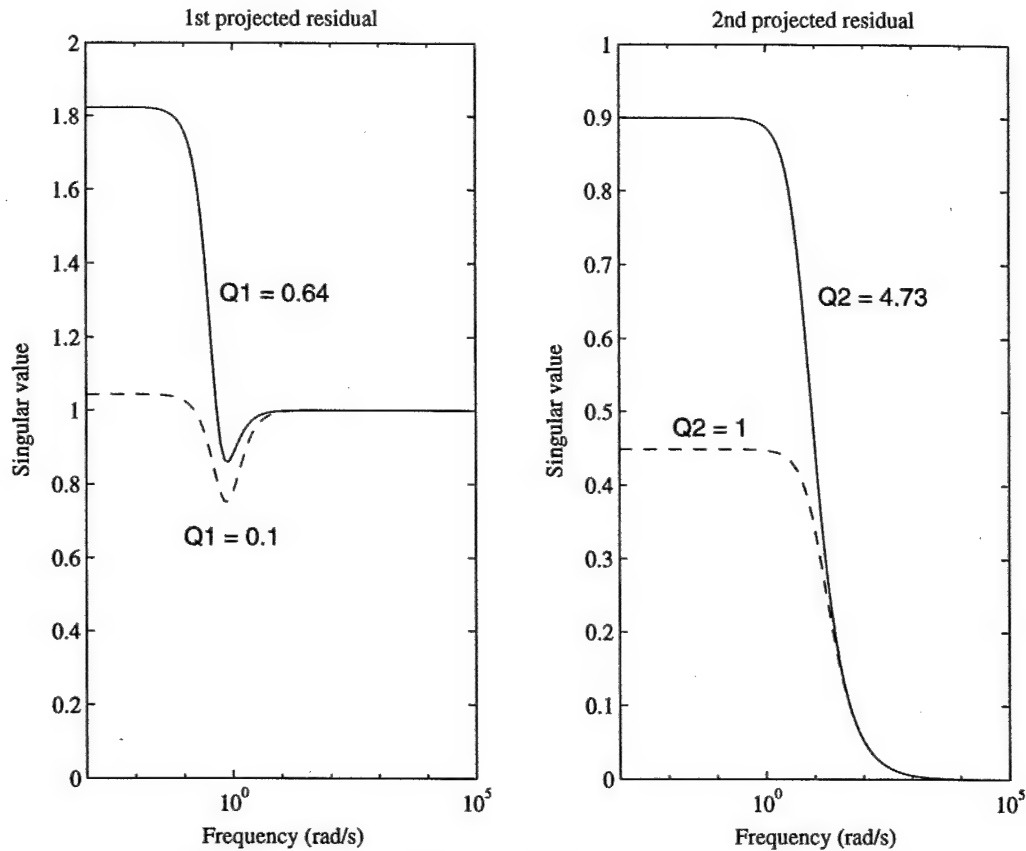 1st projected residual
2
1.8
1.6
1.4
1.2
1
0.8
0.6
0.4
0.2
0
Singular value
Q1 = 0.64
Q1 = 0.1
10^0
10^5
Frequency (rad/s)
2nd projected residual
1
0.9
0.8
0.7
0.6
0.5
0.4
0.3
0.2
0.1
0
Singular value
Q2 = 4.73
Q2 = 1
10^0
10^5
Frequency (rad/s)